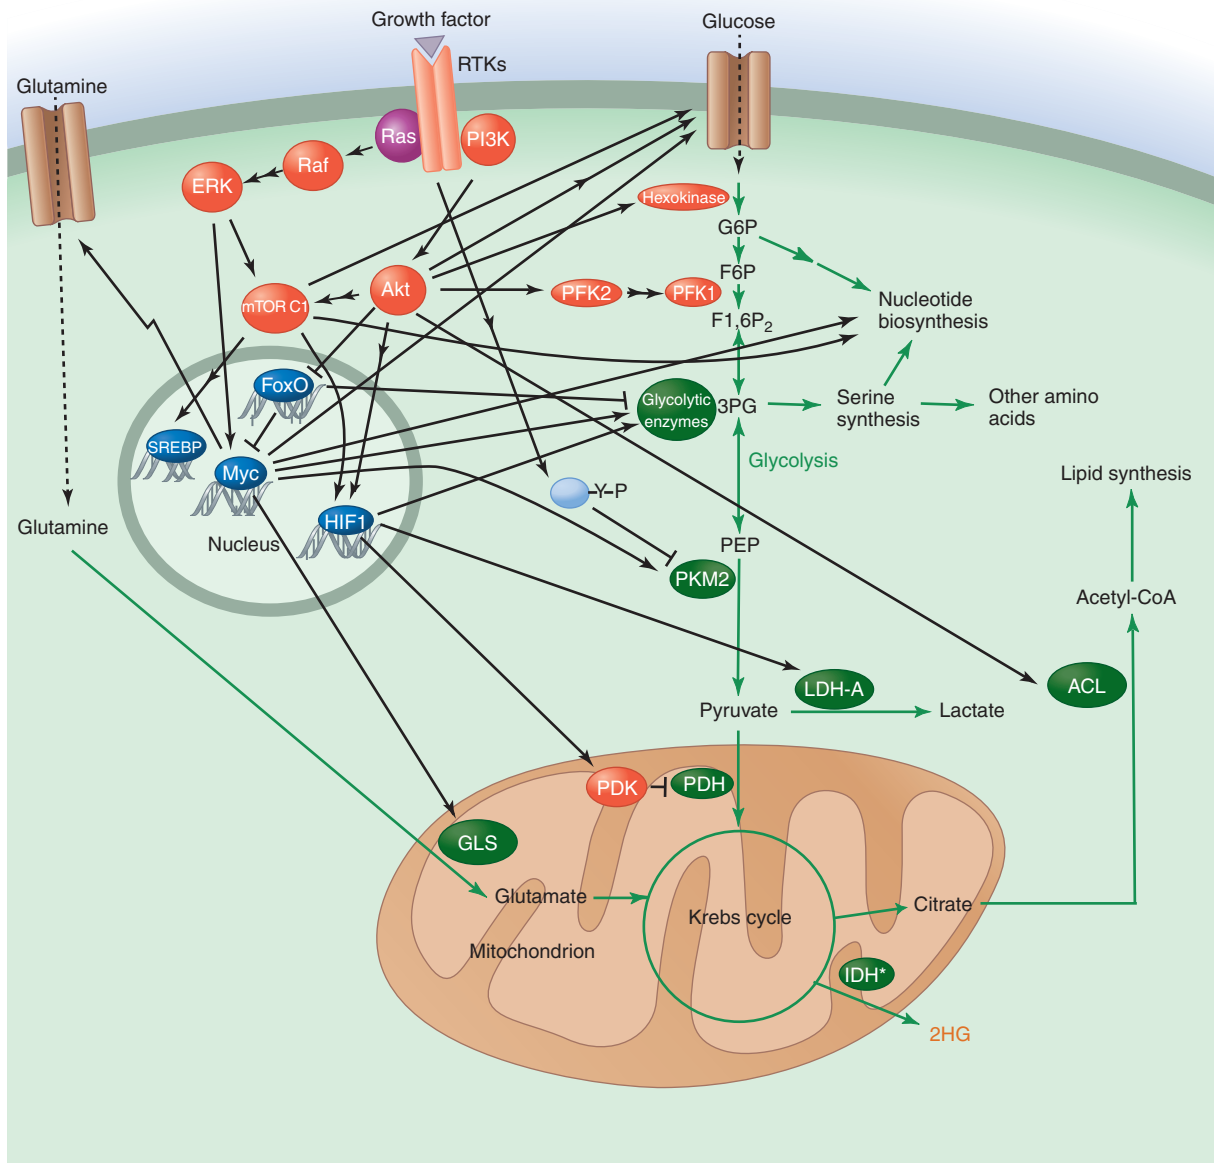 Growth factor
Glucose
RTKs
Glutamine
Ras
PI3K
Raf
ERK
Hexokinase
G6P
F6P
mTOR C1
Akt
PFK2
PFK1
Nucleotide
biosynthesis
F1,6P2
FoxO
Glycolytic
enzymes
3PG
Serine
synthesis
Other amino
acids
SREBP
Myc
Glycolysis
Lipid synthesis
Y–P
HIF1
Glutamine
Nucleus
PEP
PKM2
Acetyl-CoA
LDH-A
ACL
Pyruvate
Lactate
PDK
PDH
GLS
Glutamate
Krebs cycle
Citrate
Mitochondrion
IDH*
2HG